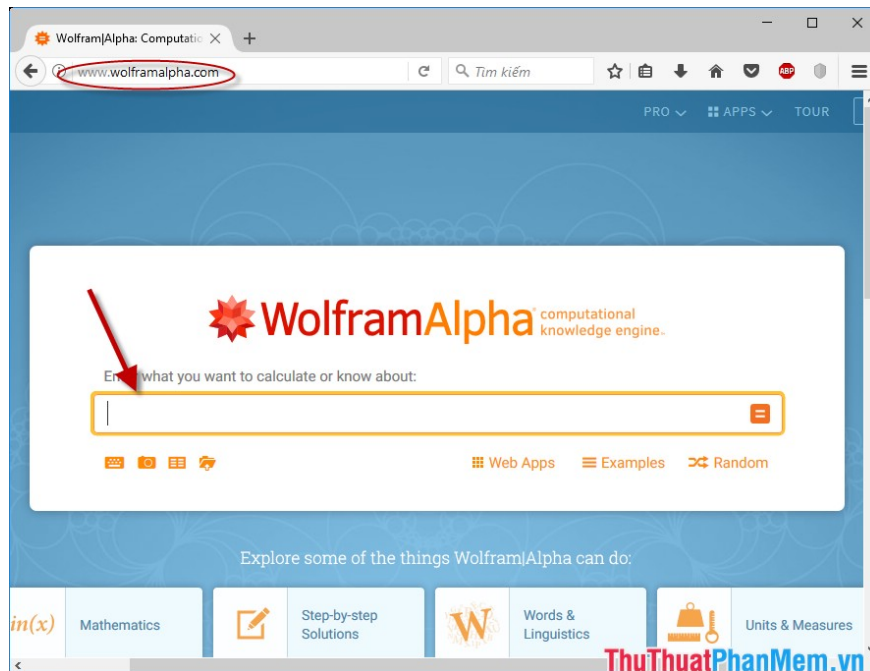 Wolfram|Alpha: Computatio
www.wolframalpha.com
Tìm kiếm
ABP
PRO
APPS
TOUR
WolframAlpha computational
knowledge engine.
Enter what you want to calculate or know about:
Web Apps
Examples
Random
Explore some of the things Wolfram|Alpha can do:
in(x)
Mathematics
Step-by-step
Solutions
W
Words &
Linguistics
Units & Measures
ThuThuatPhanMem.vn